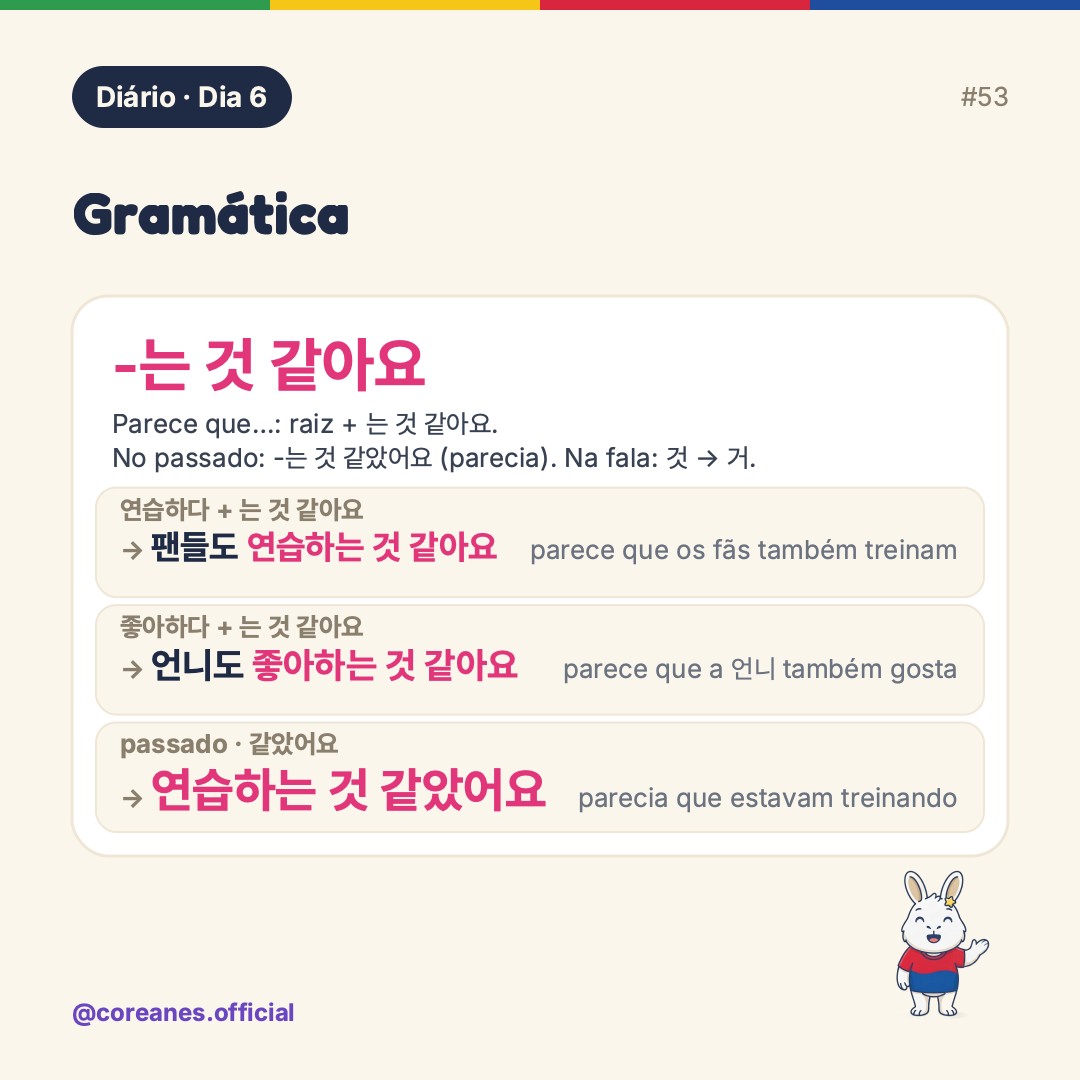 Diário · Dia 6
#53
Gramática
-는 것 같아요
Parece que...: raiz + 는 것 같아요.
No passado: -는 것 같았어요 (parecia). Na fala: 것 → 거.
연습하다 + 는 것 같아요
→ 팬들도 연습하는 것 같아요 parece que os fãs também treinam
좋아하다 + 는 것 같아요
→ 언니도 좋아하는 것 같아요 parece que a 언니 também gosta
passado · 같았어요
→ 연습하는 것 같았어요 parecia que estavam treinando
@coreanes.official